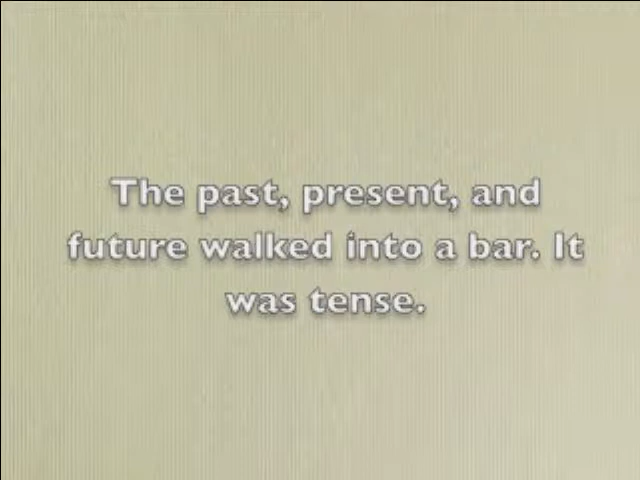 The past, present, and
future walked into a bar. It
was tense.